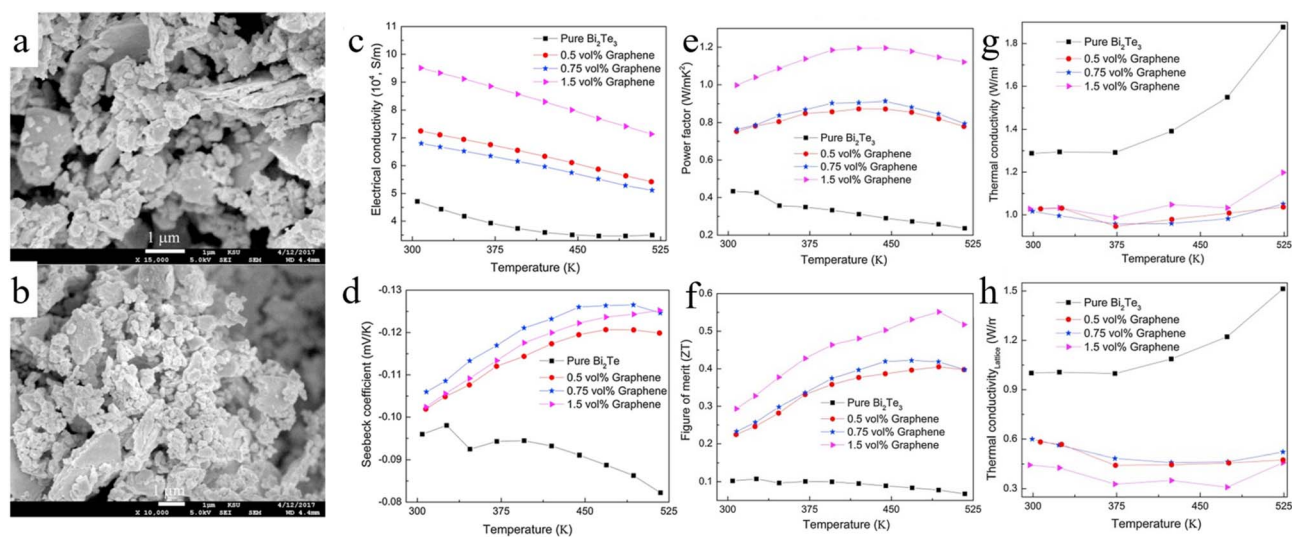 a
1 μm
1μm KSU 4/12/2017
X 15,000 5.0kV SEI SEM WD 4.4mm
b
1 μm
1μm KSU 4/12/2017
X 10,000 5.0kV SEI SEM WD 4.4mm
c
Electrical conductivity (10⁴, S/m)
11
10
9
8
7
6
5
4
3
Pure Bi₂Te₃
0.5 vol% Graphene
0.75 vol% Graphene
1.5 vol% Graphene
300 375 450 525
Temperature (K)
d
Seebeck coefficient (mV/K)
-0.13
-0.12
-0.11
-0.10
-0.09
-0.08
Pure Bi₂Te
0.5 vol% Graphene
0.75 vol% Graphene
1.5 vol% Graphene
300 375 450 525
Temperature (K)
e
Power factor (W/mK²)
1.4
1.2
1.0
0.8
0.6
0.4
0.2
Pure Bi₂Te₃
0.5 vol% Graphene
0.75 vol% Graphene
1.5 vol% Graphene
300 375 450 525
Temperature (K)
f
Figure of merit (ZT)
0.6
0.5
0.4
0.3
0.2
0.1
Pure Bi₂Te₃
0.5 vol% Graphene
0.75 vol% Graphene
1.5 vol% Graphene
300 375 450 525
Temperature (K)
g
Thermal conductivity (W/ml
1.8
1.6
1.4
1.2
1.0
Pure Bi₂Te₃
0.5 vol% Graphene
0.75 vol% Graphene
1.5 vol% Graphene
300 375 450 525
Temperature (K)
h
Thermal conductivity Lattice (W/rr
1.5
1.2
0.9
0.6
0.3
Pure Bi₂Te₃
0.5 vol% Graphene
0.75 vol% Graphene
1.5 vol% Graphene
300 375 450 525
Temperature (K)